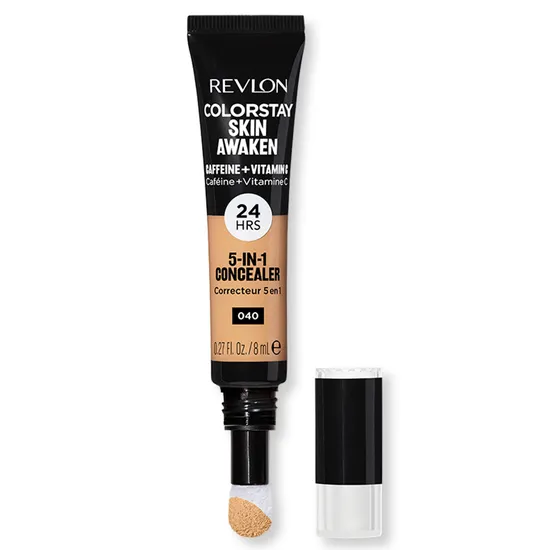 REVLON
COLORSTAY
SKIN
AWAKEN
CAFFEINE+VITAMIN C
Caféine+Vitamine C
24
HRS
5-IN-1
CONCEALER
Correcteur 5 en 1
040
0.27 Fl. Oz./8 mL e